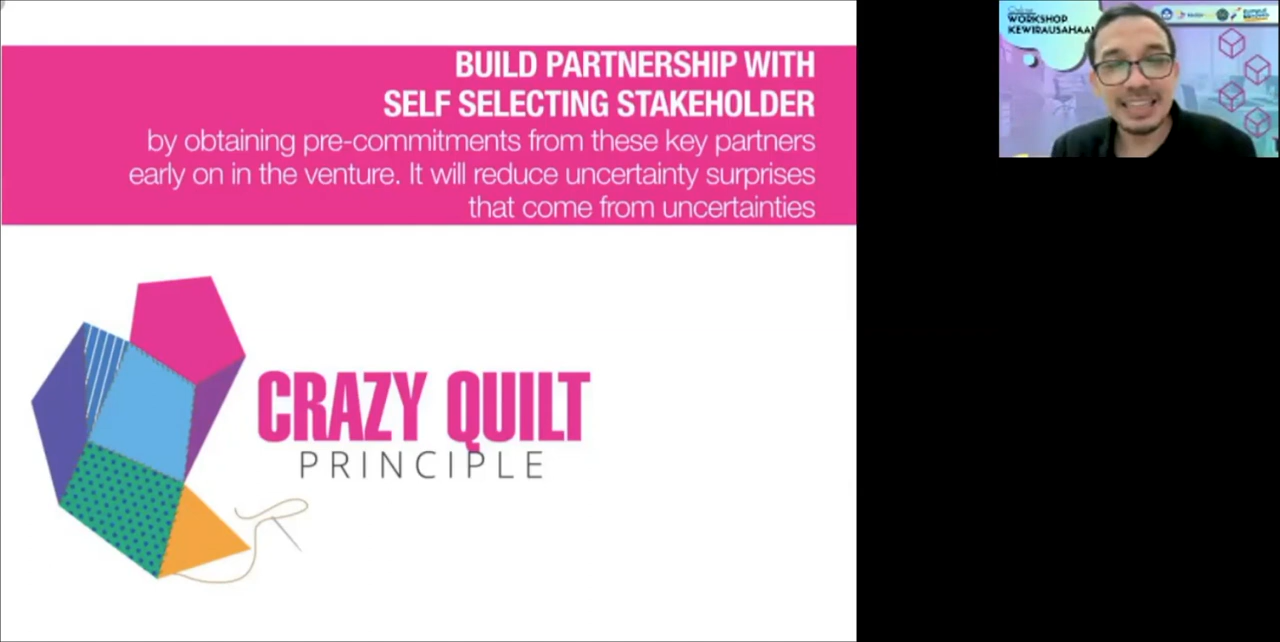 BUILD PARTNERSHIP WITH
SELF SELECTING STAKEHOLDER
by obtaining pre-commitments from these key partners
early on in the venture. It will reduce uncertainty surprises
that come from uncertainties
CRAZY QUILT
PRINCIPLE
Online
WORKSHOP
KEWIRAUSAHAAN